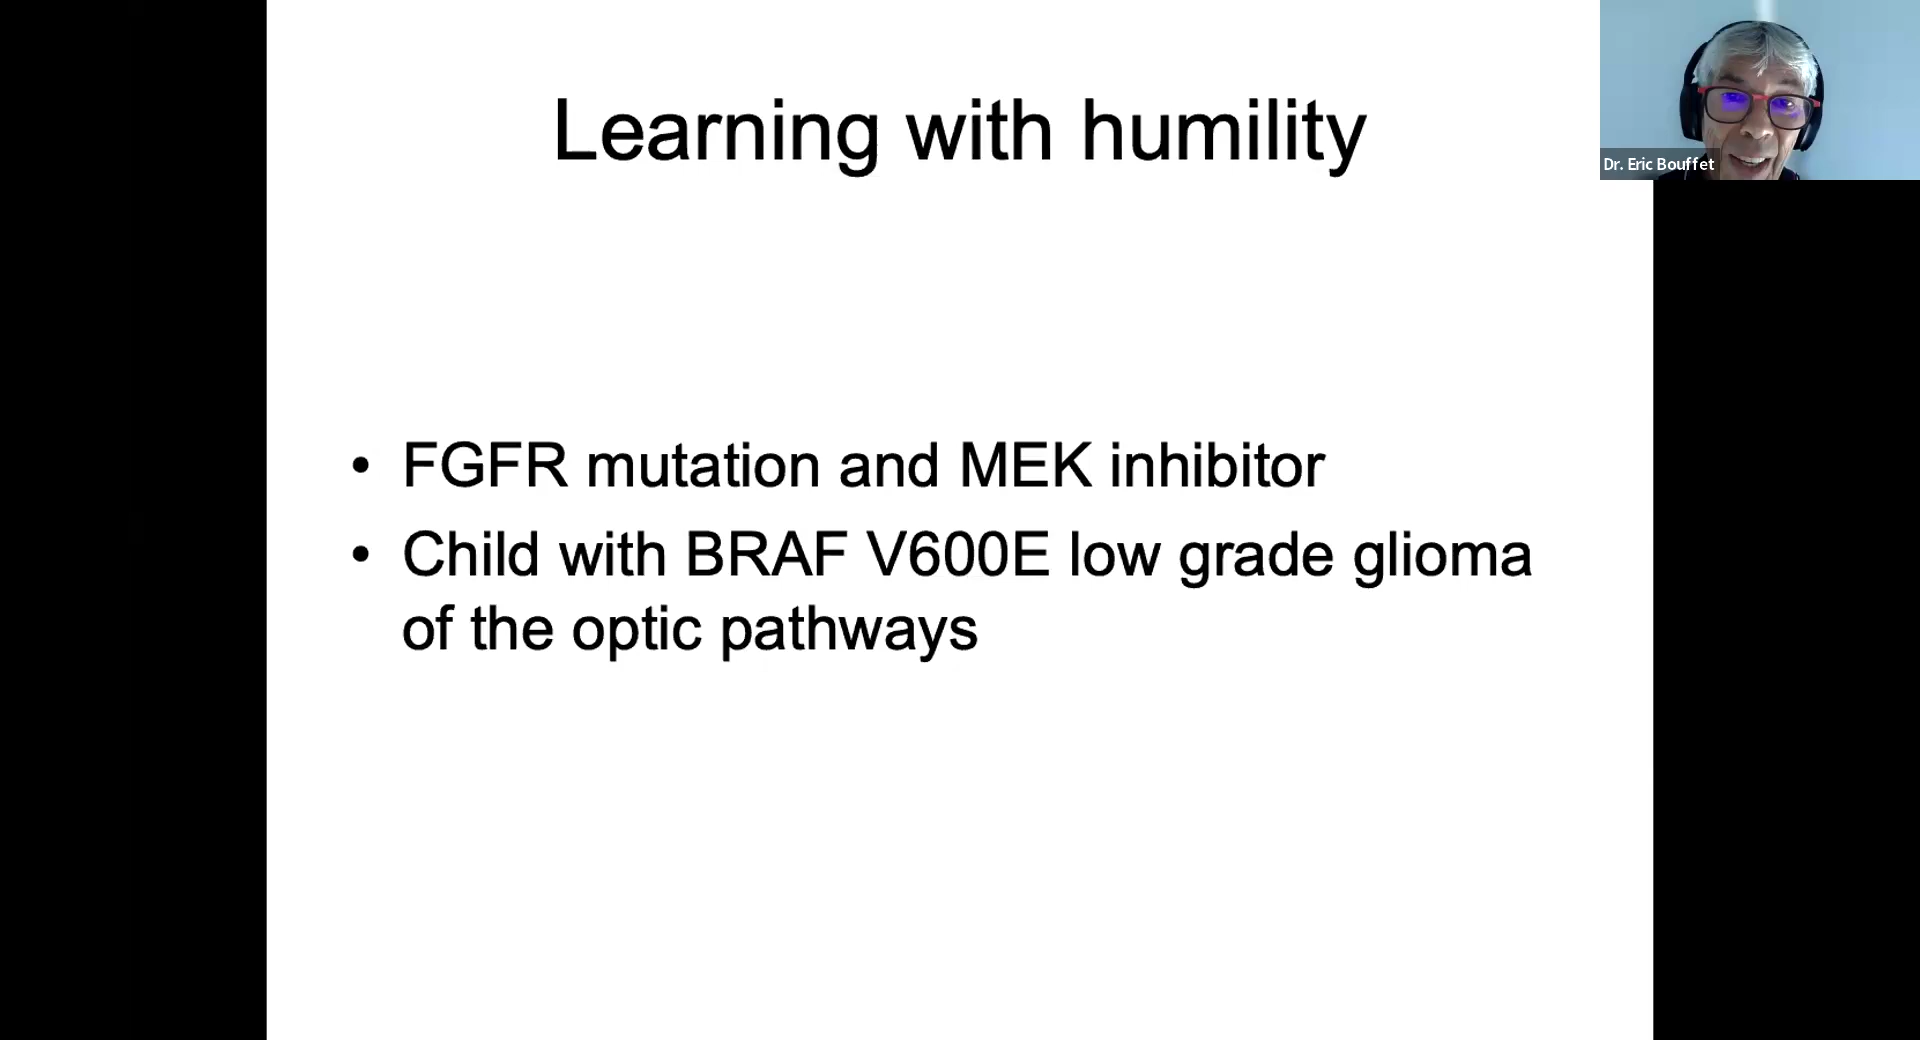 Learning with humility
Dr. Eric Bouffet
• FGFR mutation and MEK inhibitor
• Child with BRAF V600E low grade glioma
of the optic pathways